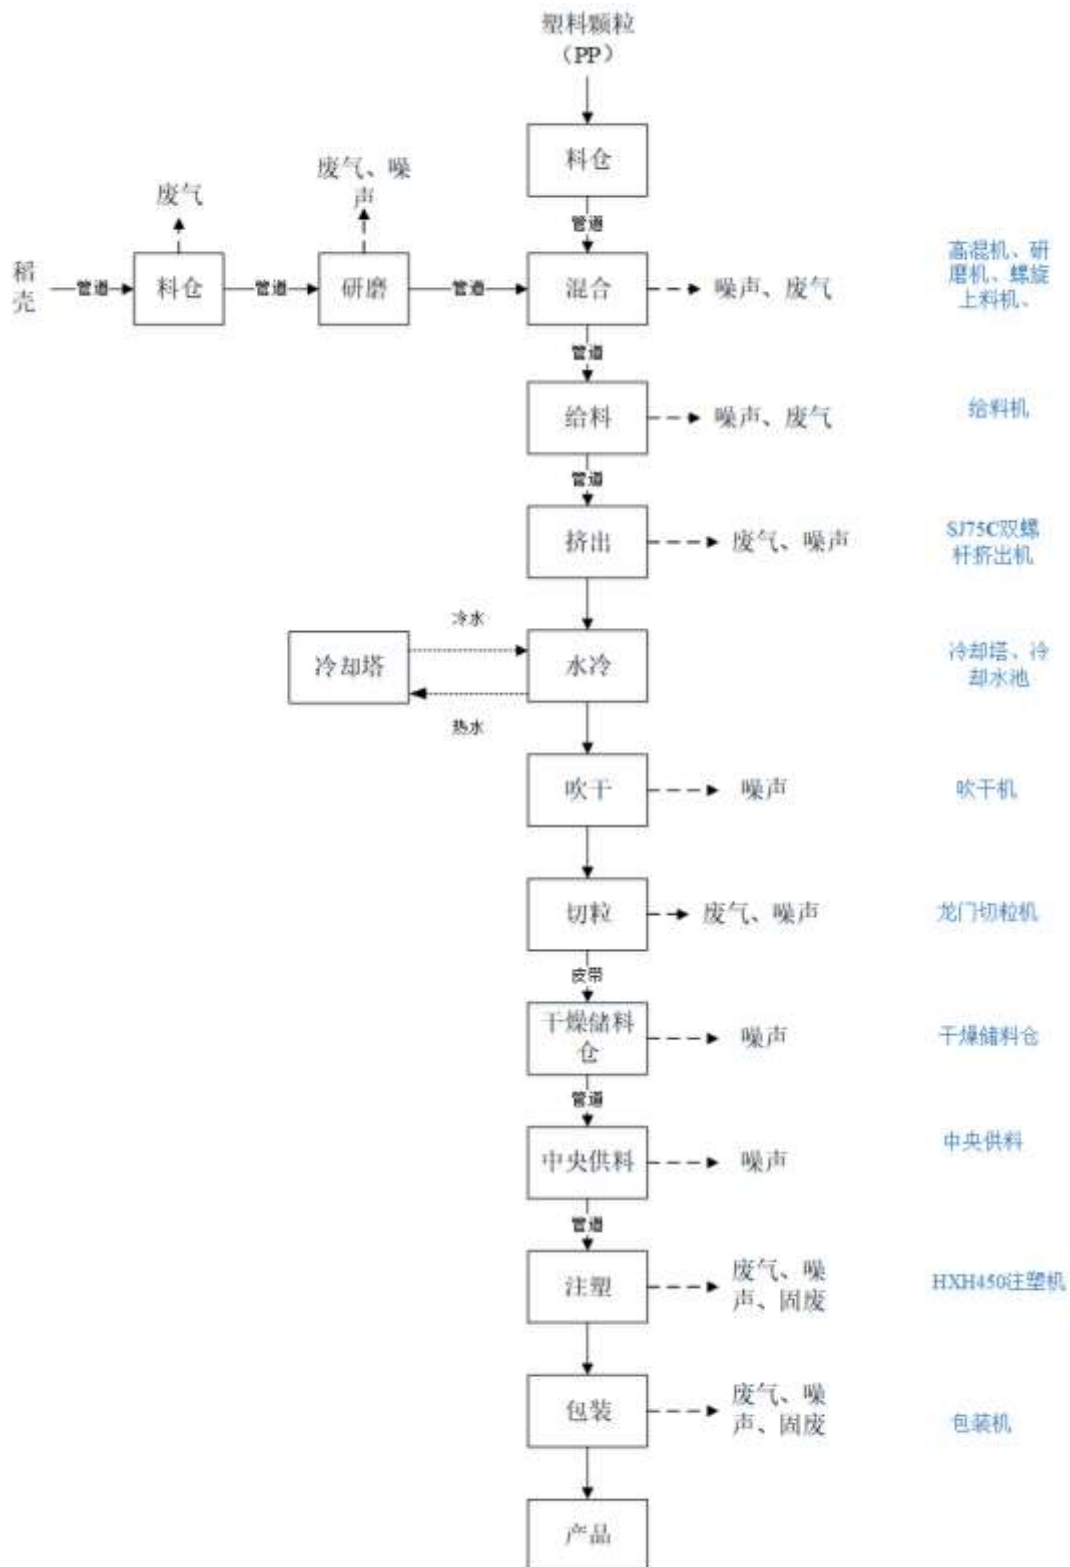 塑料颗粒
（PP）
料仓
管道
废气
废气、噪
声
稻
壳
管道
料仓
管道
研磨
管道
混合
噪声、废气
高混机、研
磨机、螺旋
上料机、
管道
给料
噪声、废气
给料机
管道
挤出
废气、噪声
SJ75C双螺
杆挤出机
冷却塔
冷水
热水
水冷
冷却塔、冷
却水池
吹干
噪声
吹干机
切粒
废气、噪声
龙门切粒机
皮带
干燥储料
仓
噪声
干燥储料仓
管道
中央供料
噪声
中央供料
管道
注塑
废气、噪
声、固废
HXH450注塑机
包装
废气、噪
声、固废
包装机
产品